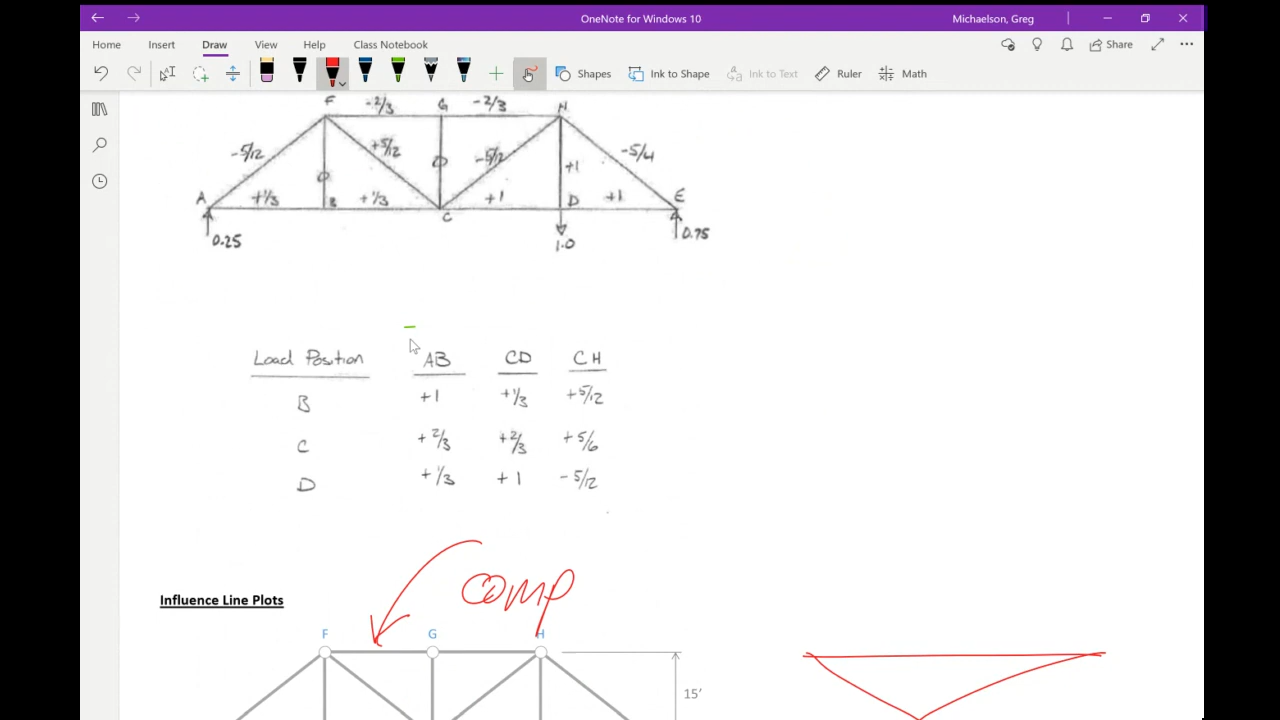 OneNote for Windows 10
Michaelson, Greg
Home Insert Draw View Help Class Notebook
Share
Shapes Ink to Shape Ink to Text Ruler Math
F -2/3 G -2/3 H
-5/12 +5/12 0 -5/12 +1 -5/4
0
A +1/3 B +1/3 C +1 D +1 E
0.25 1.0 0.75
Load Position AB CD CH
B +1 +1/3 +5/12
C +2/3 +2/3 +5/6
D +1/3 +1 -5/12
COMP
Influence Line Plots
F G H
15'